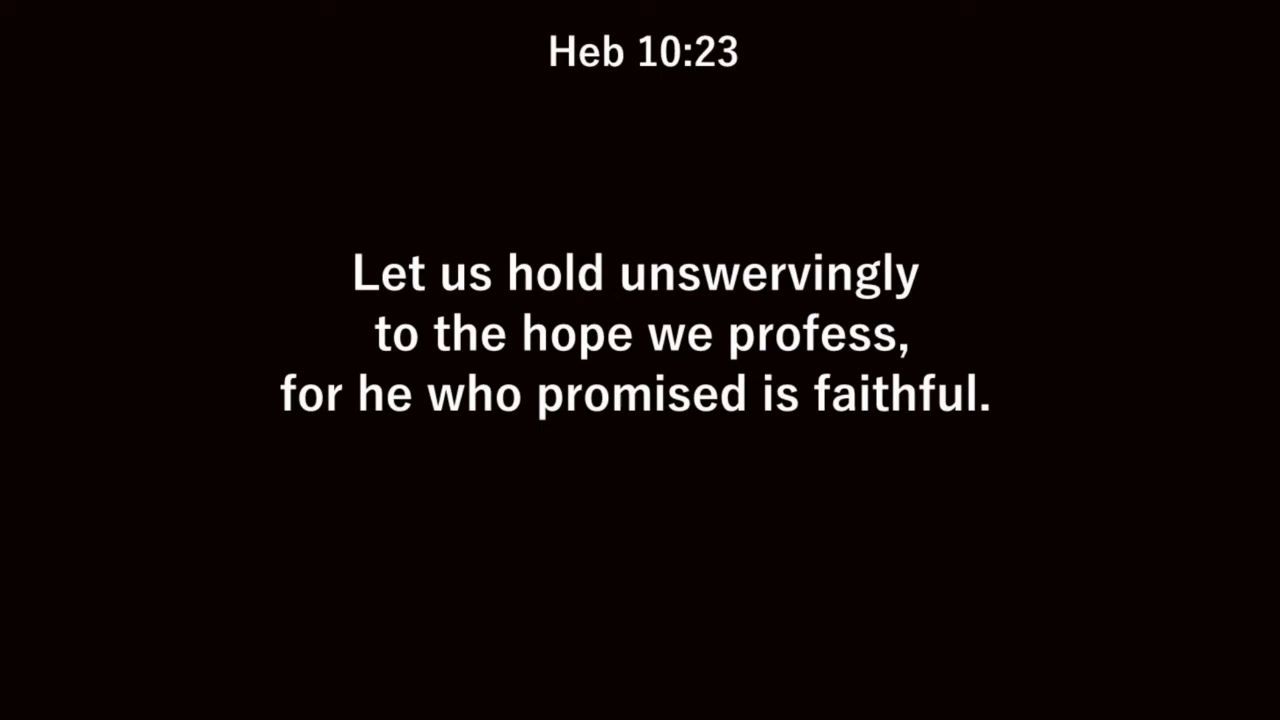 Heb 10:23
Let us hold unswervingly
to the hope we profess,
for he who promised is faithful.